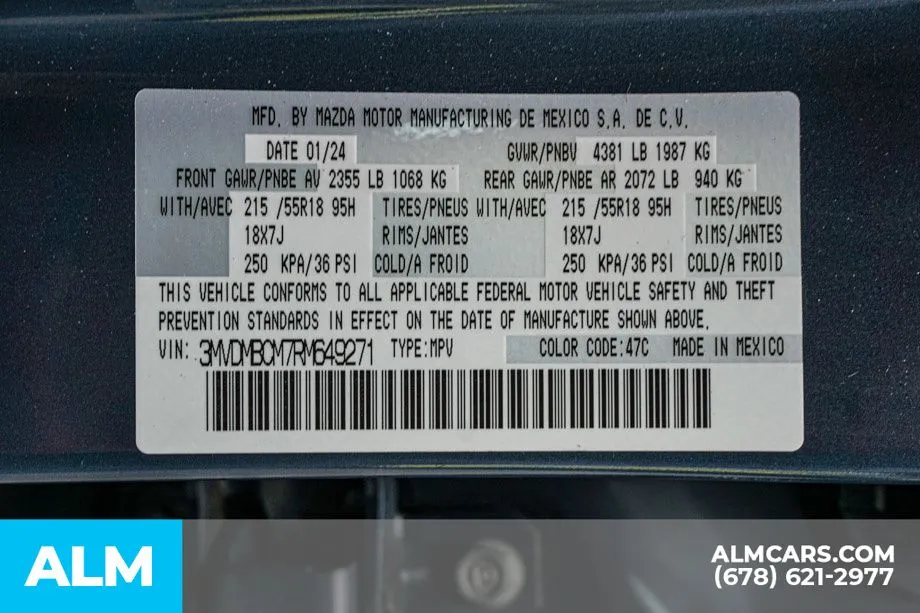 MFD. BY MAZDA MOTOR MANUFACTURING DE MEXICO S.A. DE C.V.
DATE 01/24 GVWR/PNBV 4381 LB 1987 KG
FRONT GAWR/PNBE AV 2355 LB 1068 KG REAR GAWR/PNBE AR 2072 LB 940 KG
WITH/AVEC 215 /55R18 95H TIRES/PNEUS WITH/AVEC 215 /55R18 95H TIRES/PNEUS
18X7J RIMS/JANTES 18X7J RIMS/JANTES
250 KPA/36 PSI COLD/A FROID 250 KPA/36 PSI COLD/A FROID
THIS VEHICLE CONFORMS TO ALL APPLICABLE FEDERAL MOTOR VEHICLE SAFETY AND THEFT
PREVENTION STANDARDS IN EFFECT ON THE DATE OF MANUFACTURE SHOWN ABOVE.
VIN: 3MVDMBCM7RM649271 TYPE:MPV COLOR CODE:47C MADE IN MEXICO
ALM
ALMCARS.COM
(678) 621-2977